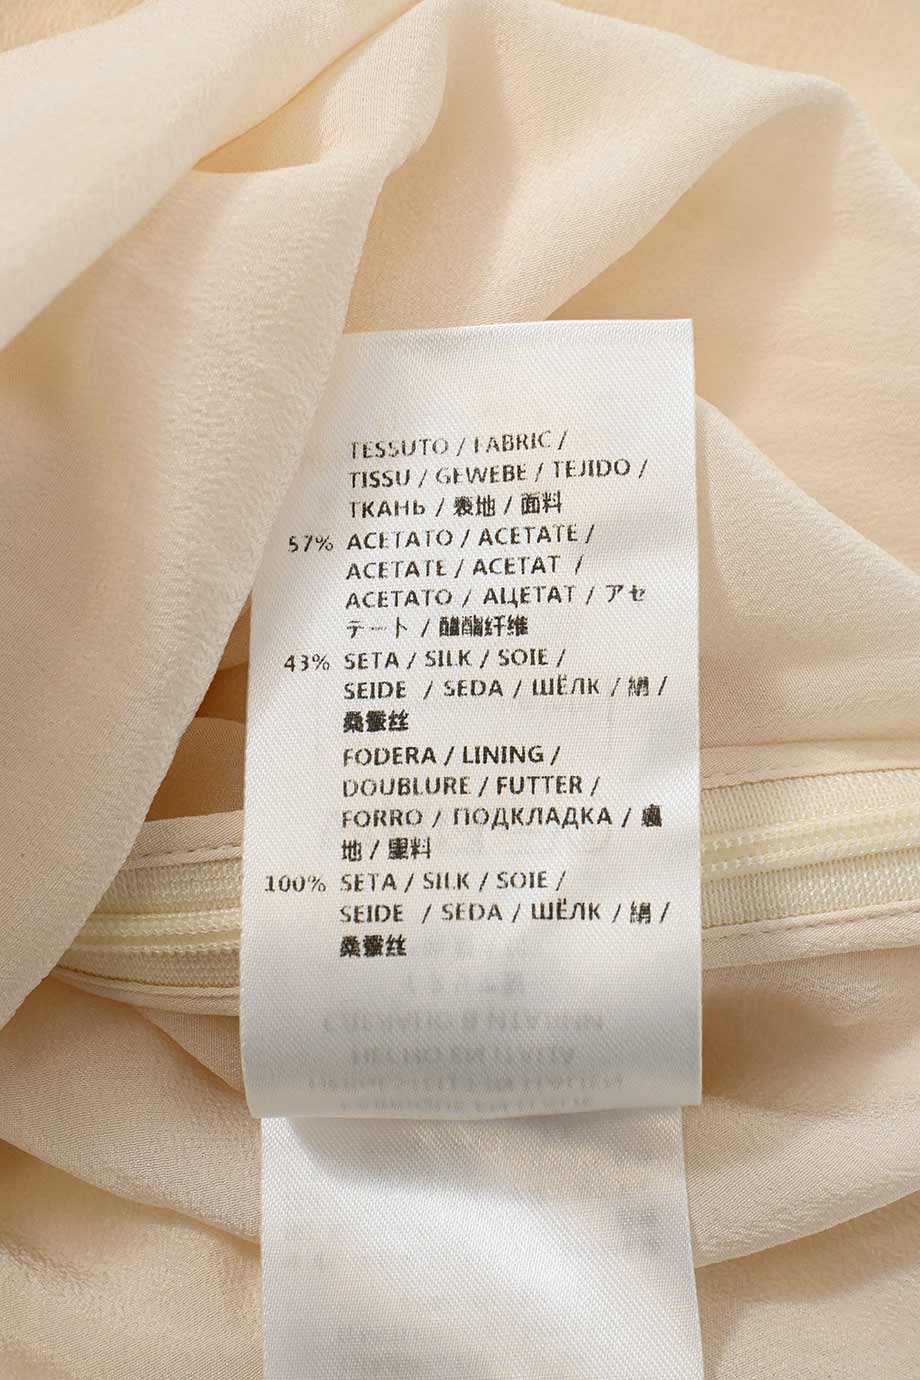 TESSUTO / FABRIC /
TISSU / GEWEBE / TEJIDO /
ТКАНЬ / 表地 / 面料
57% ACETATO / ACETATE /
ACETATE / ACETAT /
ACETATO / АЦЕТАТ / アセ
テート / 醋酯纤维
43% SETA / SILK / SOIE /
SEIDE / SEDA / ШЁЛК / 絹 /
桑蚕丝
FODERA / LINING /
DOUBLURE / FUTTER /
FORRO / ПОДКЛАДКА / 裏
地 / 里料
100% SETA / SILK / SOIE /
SEIDE / SEDA / ШЁЛК / 絹 /
桑蚕丝